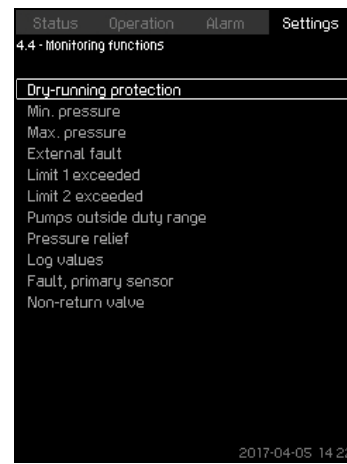 Status Operation Alarm Settings
4.4 - Monitoring functions
Dry-running protection
Min. pressure
Max. pressure
External fault
Limit 1 exceeded
Limit 2 exceeded
Pumps outside duty range
Pressure relief
Log values
Fault, primary sensor
Non-return valve
2017-04-05 14:2